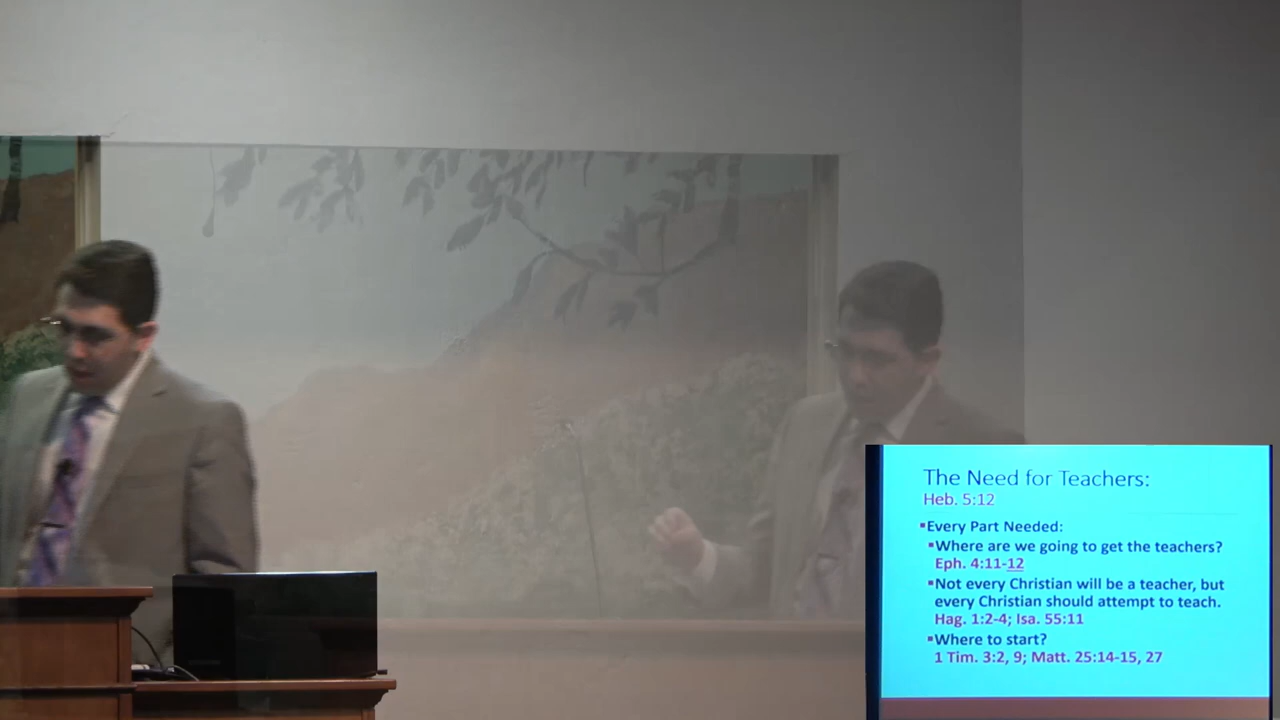 The Need for Teachers:
Heb. 5:12
▪Every Part Needed:
▪Where are we going to get the teachers?
Eph. 4:11-12
▪Not every Christian will be a teacher, but
every Christian should attempt to teach.
Hag. 1:2-4; Isa. 55:11
▪Where to start?
1 Tim. 3:2, 9; Matt. 25:14-15, 27